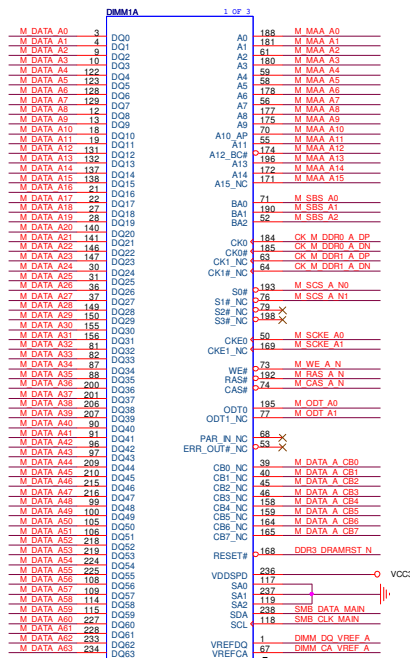 DIMM1A
1 OF 3
M_DATA_A0 3 DQ0
M_DATA_A1 4 DQ1
M_DATA_A2 9 DQ2
M_DATA_A3 10 DQ3
M_DATA_A4 122 DQ4
M_DATA_A5 123 DQ5
M_DATA_A6 128 DQ6
M_DATA_A7 129 DQ7
M_DATA_A8 12 DQ8
M_DATA_A9 13 DQ9
M_DATA_A10 18 DQ10
M_DATA_A11 19 DQ11
M_DATA_A12 131 DQ12
M_DATA_A13 132 DQ13
M_DATA_A14 137 DQ14
M_DATA_A15 138 DQ15
M_DATA_A16 21 DQ16
M_DATA_A17 22 DQ17
M_DATA_A18 27 DQ18
M_DATA_A19 28 DQ19
M_DATA_A20 140 DQ20
M_DATA_A21 141 DQ21
M_DATA_A22 146 DQ22
M_DATA_A23 147 DQ23
M_DATA_A24 30 DQ24
M_DATA_A25 31 DQ25
M_DATA_A26 36 DQ26
M_DATA_A27 37 DQ27
M_DATA_A28 149 DQ28
M_DATA_A29 150 DQ29
M_DATA_A30 155 DQ30
M_DATA_A31 156 DQ31
M_DATA_A32 81 DQ32
M_DATA_A33 82 DQ33
M_DATA_A34 87 DQ34
M_DATA_A35 88 DQ35
M_DATA_A36 200 DQ36
M_DATA_A37 201 DQ37
M_DATA_A38 206 DQ38
M_DATA_A39 207 DQ39
M_DATA_A40 90 DQ40
M_DATA_A41 91 DQ41
M_DATA_A42 96 DQ42
M_DATA_A43 97 DQ43
M_DATA_A44 209 DQ44
M_DATA_A45 210 DQ45
M_DATA_A46 215 DQ46
M_DATA_A47 216 DQ47
M_DATA_A48 99 DQ48
M_DATA_A49 100 DQ49
M_DATA_A50 105 DQ50
M_DATA_A51 106 DQ51
M_DATA_A52 218 DQ52
M_DATA_A53 219 DQ53
M_DATA_A54 224 DQ54
M_DATA_A55 225 DQ55
M_DATA_A56 108 DQ56
M_DATA_A57 109 DQ57
M_DATA_A58 114 DQ58
M_DATA_A59 115 DQ59
M_DATA_A60 227 DQ60
M_DATA_A61 228 DQ61
M_DATA_A62 233 DQ62
M_DATA_A63 234 DQ63
A0 188 M_MAA_A0
A1 181 M_MAA_A1
A2 61 M_MAA_A2
A3 180 M_MAA_A3
A4 59 M_MAA_A4
A5 58 M_MAA_A5
A6 178 M_MAA_A6
A7 56 M_MAA_A7
A8 177 M_MAA_A8
A9 175 M_MAA_A9
A10_AP 70 M_MAA_A10
A11 55 M_MAA_A11
A12_BC# 174 M_MAA_A12
A13 196 M_MAA_A13
A14 172 M_MAA_A14
A15_NC 171 M_MAA_A15
BA0 71 M_SBS_A0
BA1 190 M_SBS_A1
BA2 52 M_SBS_A2
CK0 184 CK_M_DDR0_A_DP
CK0# 185 CK_M_DDR0_A_DN
CK1_NC 63 CK_M_DDR1_A_DP
CK1#_NC 64 CK_M_DDR1_A_DN
S0# 193 M_SCS_A_N0
S1#_NC 76 M_SCS_A_N1
S2#_NC 79
S3#_NC 198
CKE0 50 M_SCKE_A0
CKE1_NC 169 M_SCKE_A1
WE# 73 M_WE_A_N
RAS# 192 M_RAS_A_N
CAS# 74 M_CAS_A_N
ODT0 195 M_ODT_A0
ODT1_NC 77 M_ODT_A1
PAR_IN_NC 68
ERR_OUT#_NC 53
CB0_NC 39 M_DATA_A_CB0
CB1_NC 40 M_DATA_A_CB1
CB2_NC 45 M_DATA_A_CB2
CB3_NC 46 M_DATA_A_CB3
CB4_NC 158 M_DATA_A_CB4
CB5_NC 159 M_DATA_A_CB5
CB6_NC 164 M_DATA_A_CB6
CB7_NC 165 M_DATA_A_CB7
RESET# 168 DDR3_DRAMRST_N
VDDSPD 236 VCC3
SA0 117
SA1 237
SA2 119
SDA 238 SMB_DATA_MAIN
SCL 118 SMB_CLK_MAIN
VREFDQ 1 DIMM_DQ_VREF_A
VREFCA 67 DIMM_CA_VREF_A